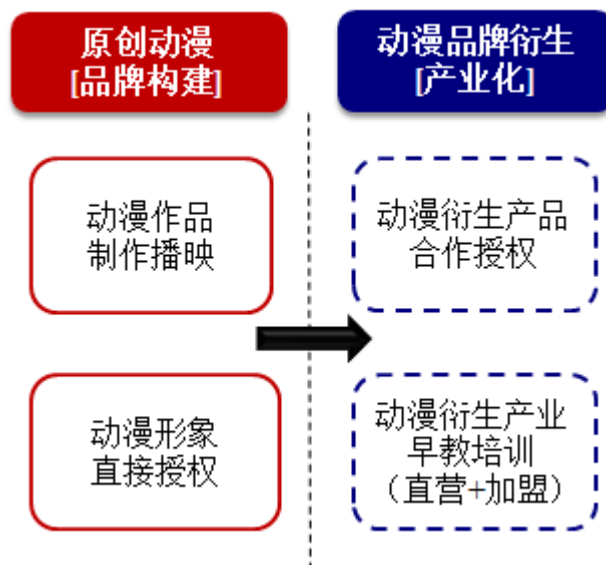 原创动漫
[品牌构建]
动漫品牌衍生
[产业化]
动漫作品
制作播映
动漫衍生产品
合作授权
动漫形象
直接授权
动漫衍生产业
早教培训
（直营+加盟）